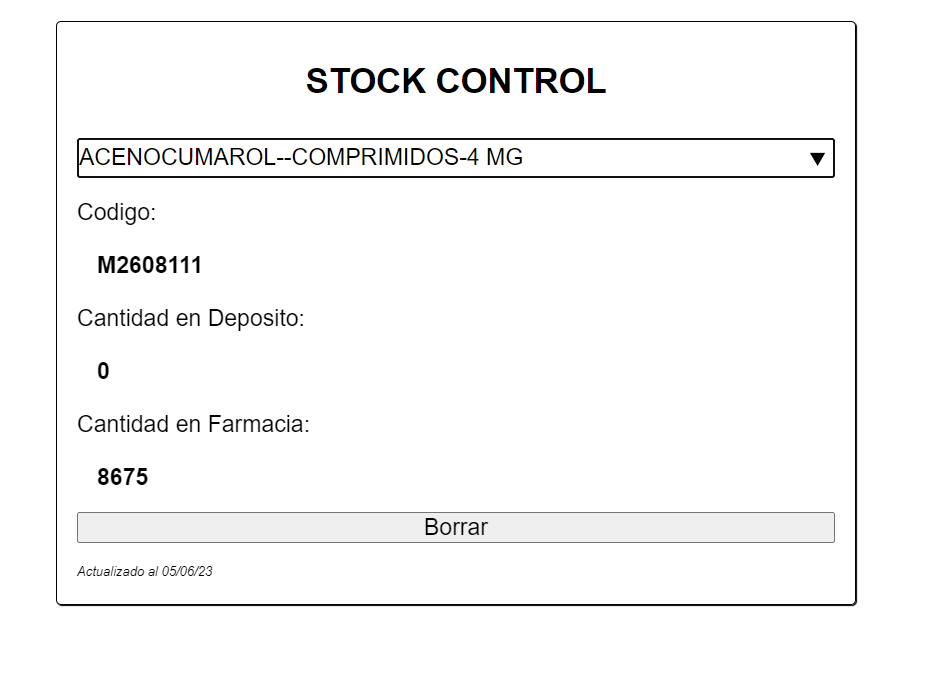 STOCK CONTROL
ACENOCUMAROL--COMPRIMIDOS-4 MG
Codigo:
M2608111
Cantidad en Deposito:
0
Cantidad en Farmacia:
8675
Borrar
Actualizado al 05/06/23